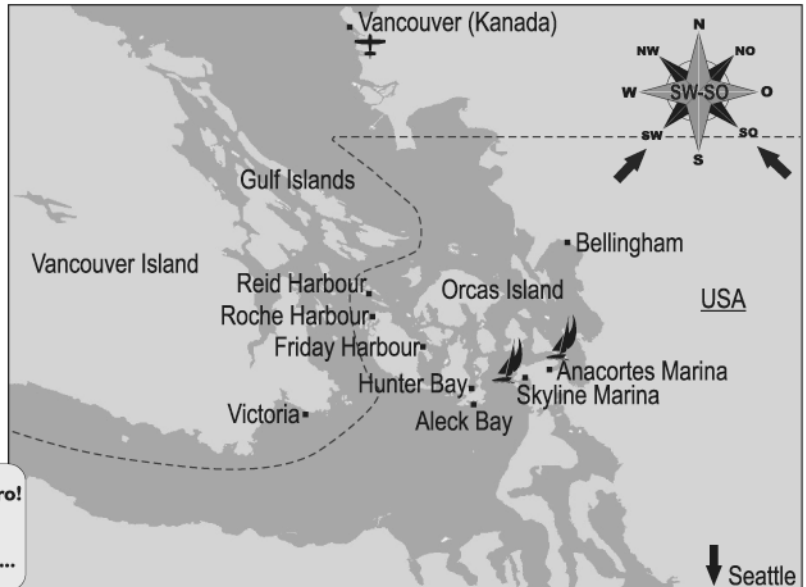 Vancouver (Kanada)
N
NW
NO
W
SW-SO
O
SW
SO
S
Gulf Islands
Vancouver Island
Bellingham
Reid Harbour
Orcas Island
USA
Roche Harbour
Friday Harbour
Anacortes Marina
Hunter Bay
Skyline Marina
Victoria
Aleck Bay
ro!
...
Seattle